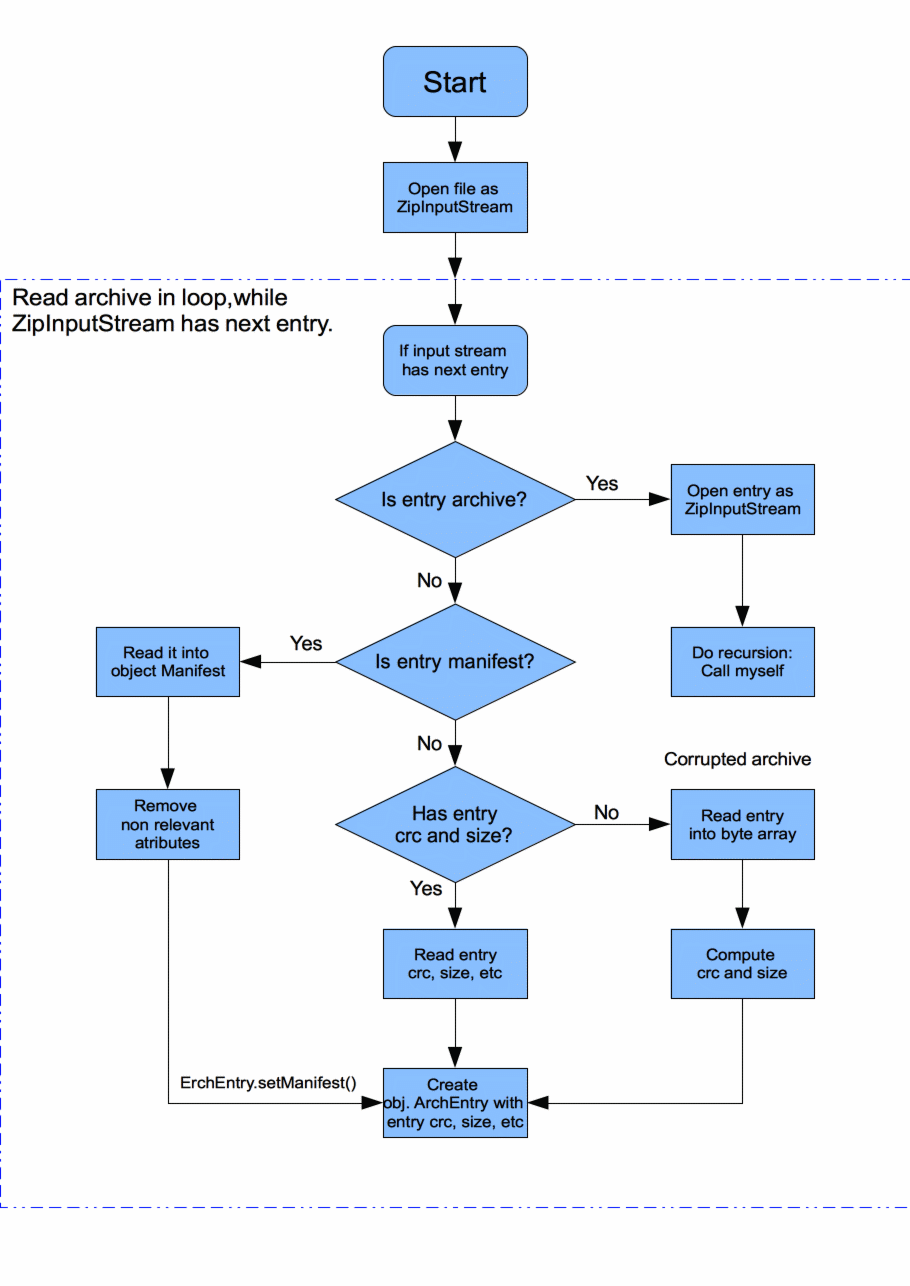 Start
Open file as
ZipInputStream
Read archive in loop,while
ZipInputStream has next entry.
If input stream
has next entry
Is entry archive?
Yes
Open entry as
ZipInputStream
No
Read it into
object Manifest
Yes
Is entry manifest?
Do recursion:
Call myself
No
Corrupted archive
Remove
non relevant
atributes
Has entry
crc and size?
No
Read entry
into byte array
Yes
Read entry
crc, size, etc
Compute
crc and size
ErchEntry.setManifest()
Create
obj. ArchEntry with
entry crc, size, etc